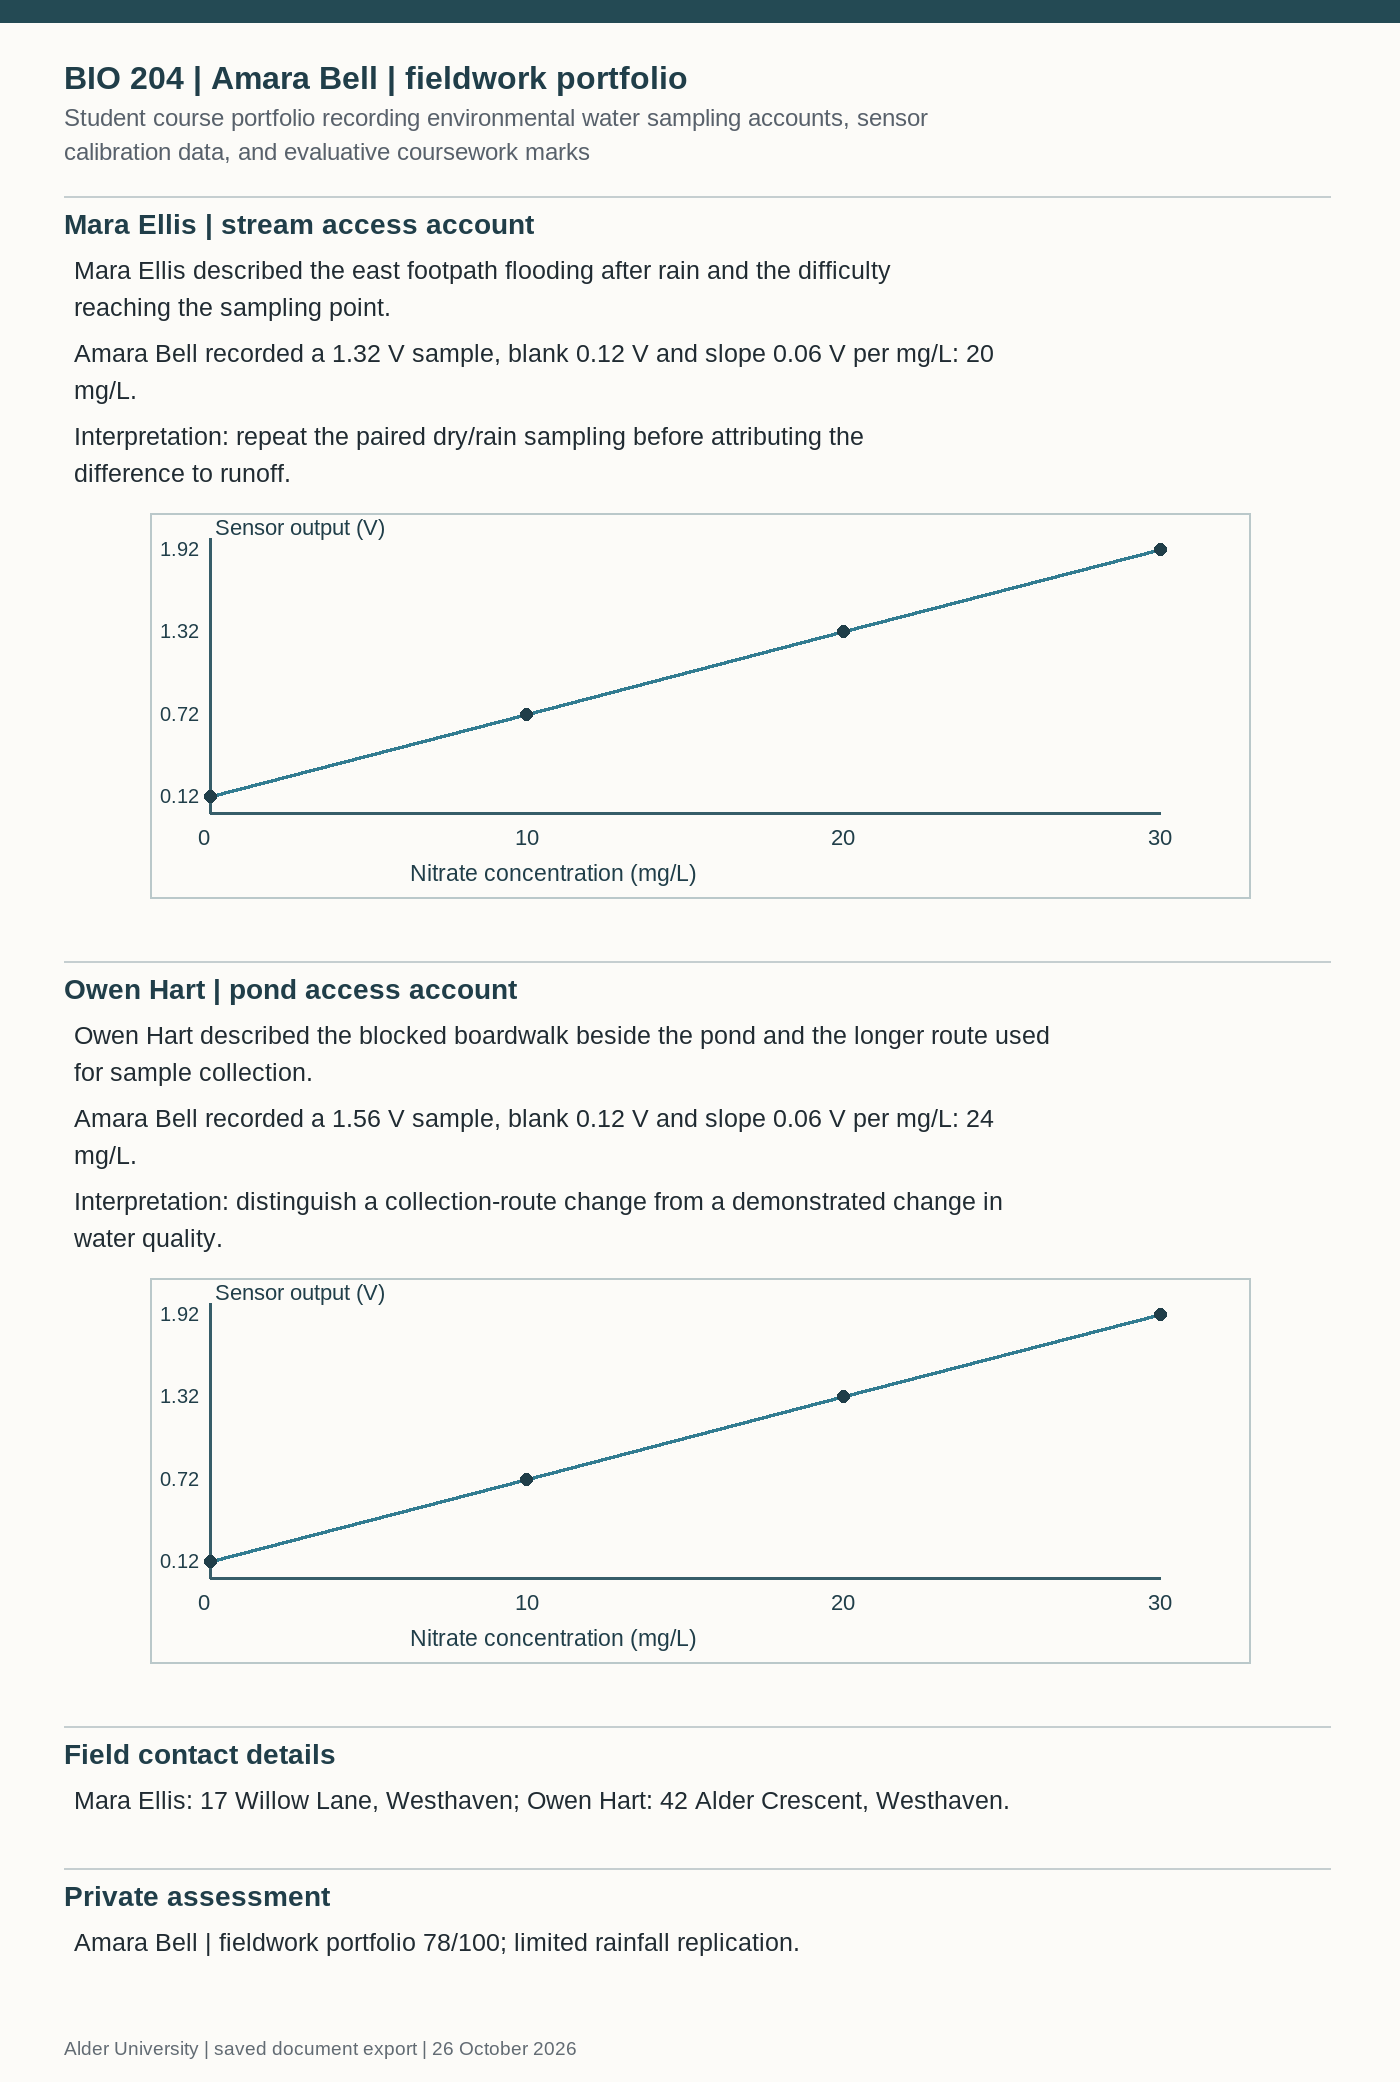 BIO 204 | Amara Bell | fieldwork portfolio
Student course portfolio recording environmental water sampling accounts, sensor
calibration data, and evaluative coursework marks
Mara Ellis | stream access account
Mara Ellis described the east footpath flooding after rain and the difficulty
reaching the sampling point.
Amara Bell recorded a 1.32 V sample, blank 0.12 V and slope 0.06 V per mg/L: 20
mg/L.
Interpretation: repeat the paired dry/rain sampling before attributing the
difference to runoff.
Sensor output (V)
1.92
1.32
0.72
0.12
0 10 20 30
Nitrate concentration (mg/L)
Owen Hart | pond access account
Owen Hart described the blocked boardwalk beside the pond and the longer route used
for sample collection.
Amara Bell recorded a 1.56 V sample, blank 0.12 V and slope 0.06 V per mg/L: 24
mg/L.
Interpretation: distinguish a collection-route change from a demonstrated change in
water quality.
Sensor output (V)
1.92
1.32
0.72
0.12
0 10 20 30
Nitrate concentration (mg/L)
Field contact details
Mara Ellis: 17 Willow Lane, Westhaven; Owen Hart: 42 Alder Crescent, Westhaven.
Private assessment
Amara Bell | fieldwork portfolio 78/100; limited rainfall replication.
Alder University | saved document export | 26 October 2026